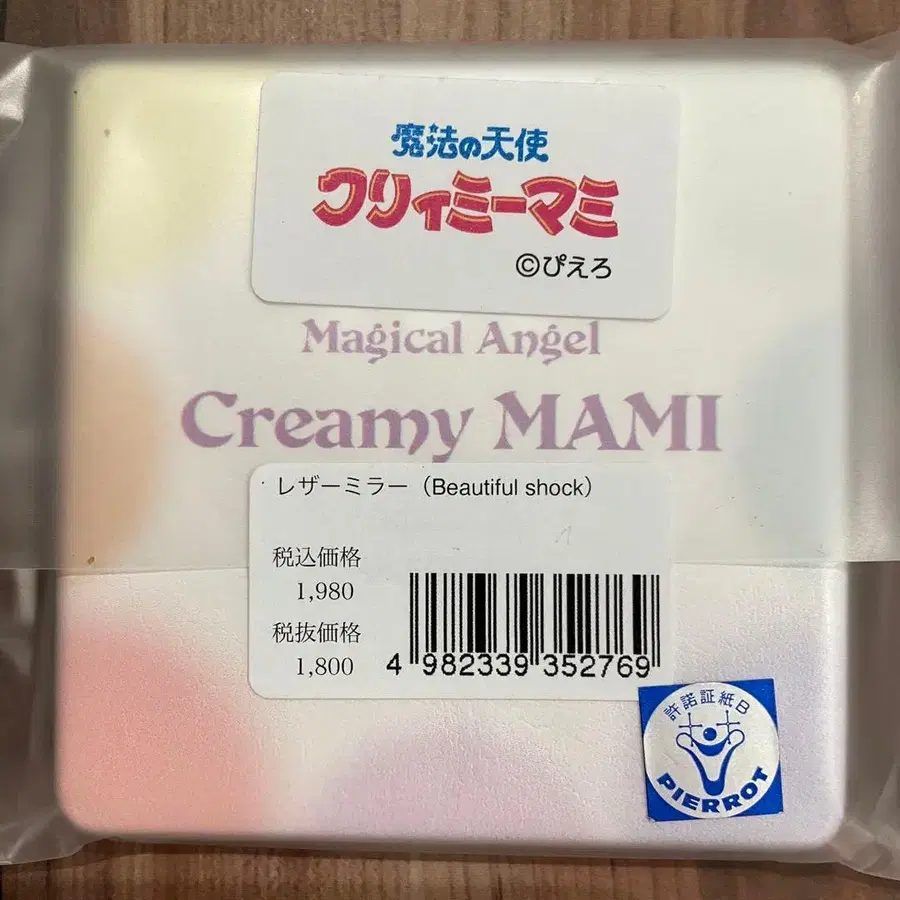 魔法の天使
クリィミーマミ
©ぴえろ
Magical Angel
Creamy MAMI
レザーミラー（Beautiful shock）
税込価格
1,980
税抜価格
1,800
4 982339 352769
許諾証紙B
PIERROT